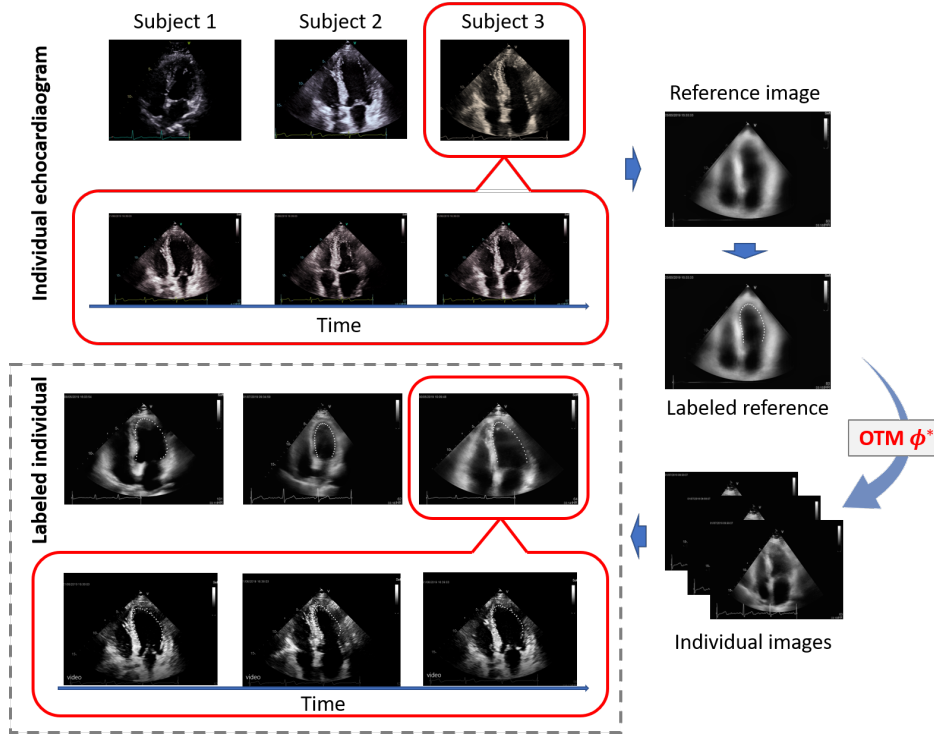 Subject 1
Subject 2
Subject 3
Individual echocardiaogram
Time
Reference image
Labeled reference
OTM ϕ*
Individual images
Labeled individual
video
video
video
Time